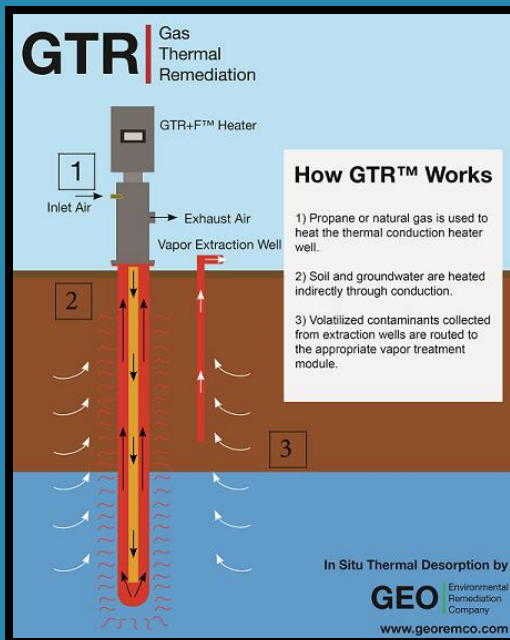 GTR
Gas
Thermal
Remediation
GTR+F™ Heater
1
Inlet Air
Exhaust Air
Vapor Extraction Well
2
3
How GTR™ Works
1) Propane or natural gas is used to
heat the thermal conduction heater
well.
2) Soil and groundwater are heated
indirectly through conduction.
3) Volatilized contaminants collected
from extraction wells are routed to
the appropriate vapor treatment
module.
In Situ Thermal Desorption by
GEO
Environmental
Remediation
Company
www.georemco.com